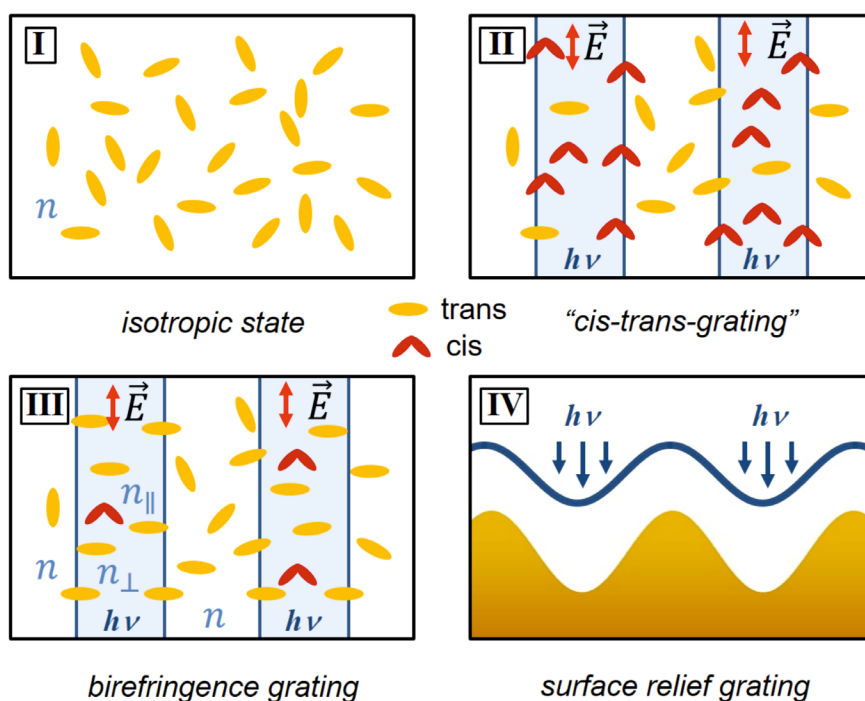 I
n
isotropic state
II
E⃗
E⃗
hν
hν
"cis-trans-grating"
trans
cis
III
E⃗
E⃗
n∥
n
n⊥
n
hν
hν
birefringence grating
IV
hν
hν
surface relief grating